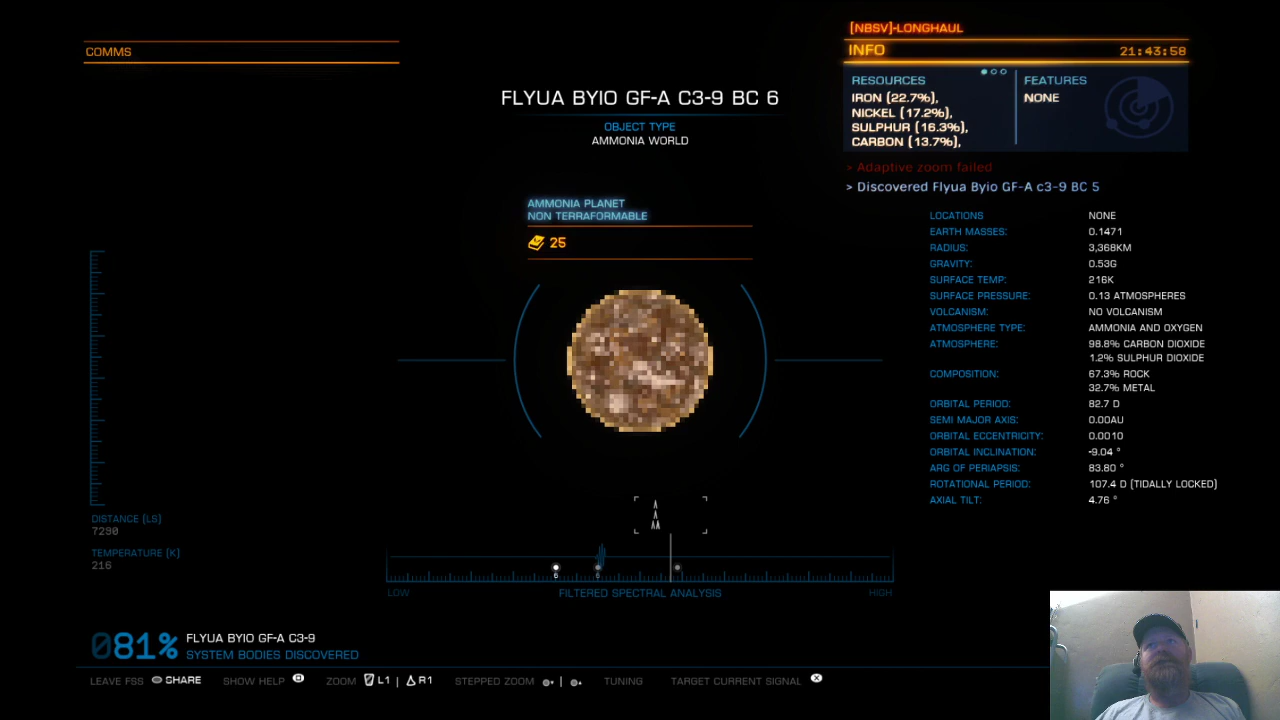 [NBSV]-LONGHAUL
COMMS
INFO
21:43:58
RESOURCES
IRON (22.7%),
NICKEL (17.2%),
SULPHUR (16.3%),
CARBON (13.7%),
FEATURES
NONE
> Adaptive zoom failed
> Discovered Flyua Byio GF-A c3-9 BC 5
FLYUA BYIO GF-A C3-9 BC 6
OBJECT TYPE
AMMONIA WORLD
AMMONIA PLANET
NON TERRAFORMABLE
25
LOCATIONS NONE
EARTH MASSES: 0.1471
RADIUS: 3,368KM
GRAVITY: 0.53G
SURFACE TEMP: 216K
SURFACE PRESSURE: 0.13 ATMOSPHERES
VOLCANISM: NO VOLCANISM
ATMOSPHERE TYPE: AMMONIA AND OXYGEN
ATMOSPHERE: 98.8% CARBON DIOXIDE
1.2% SULPHUR DIOXIDE
COMPOSITION: 67.3% ROCK
32.7% METAL
ORBITAL PERIOD: 82.7 D
SEMI MAJOR AXIS: 0.00AU
ORBITAL ECCENTRICITY: 0.0010
ORBITAL INCLINATION: -9.04 °
ARG OF PERIAPSIS: 83.80 °
ROTATIONAL PERIOD: 107.4 D (TIDALLY LOCKED)
AXIAL TILT: 4.76 °
DISTANCE (LS)
7290
TEMPERATURE (K)
216
6 6
LOW FILTERED SPECTRAL ANALYSIS HIGH
081% FLYUA BYIO GF-A C3-9
SYSTEM BODIES DISCOVERED
LEAVE FSS SHARE SHOW HELP ZOOM L1 | R1 STEPPED ZOOM | TUNING TARGET CURRENT SIGNAL